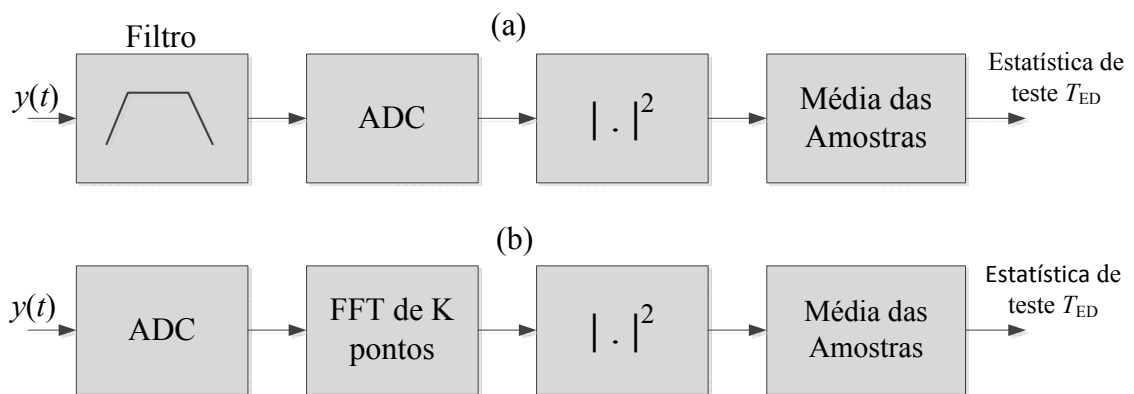 (a)
Filtro
y(t)
ADC
| . |²
Média das
Amostras
Estatística de
teste T_ED
(b)
y(t)
ADC
FFT de K
pontos
| . |²
Média das
Amostras
Estatística de
teste T_ED